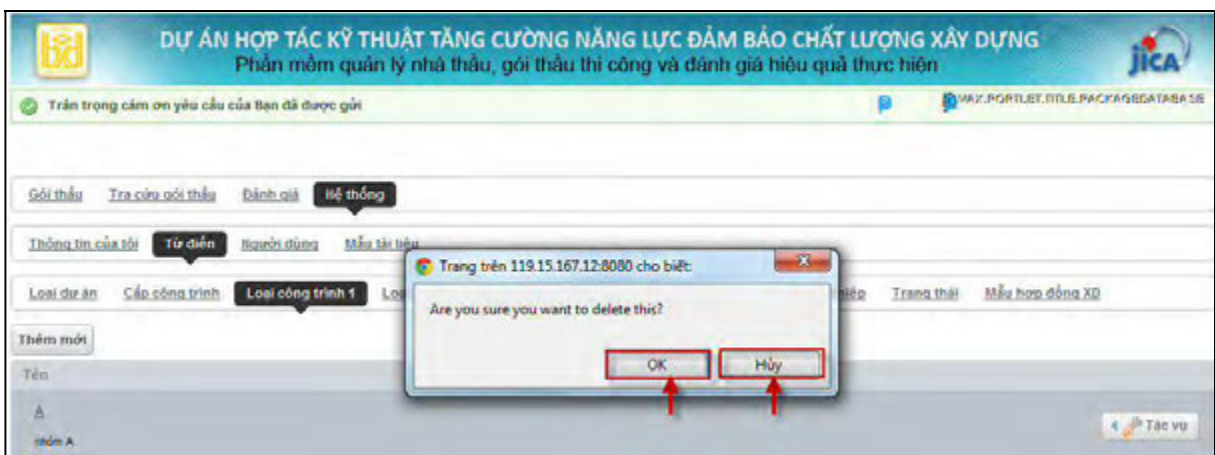 DỰ ÁN HỢP TÁC KỸ THUẬT TĂNG CƯỜNG NĂNG LỰC ĐẢM BẢO CHẤT LƯỢNG XÂY DỰNG
Phần mềm quản lý nhà thầu, gói thầu thi công và đánh giá hiệu quả thực hiện
jica
Trân trọng cám ơn yêu cầu của Bạn đã được gửi
Gói thầu Tra cứu gói thầu Đánh giá Hệ thống
Thông tin của tôi Từ điển Người dùng Mẫu tài liệu
Trang trên 119.15.167.12:8080 cho biết:
Loại dự án Cấp công trình Loại công trình 1 Trạng thái Mẫu hợp đồng XD
Are you sure you want to delete this?
Thêm mới
OK Hủy
Tên
A
nhóm A
Tác vụ